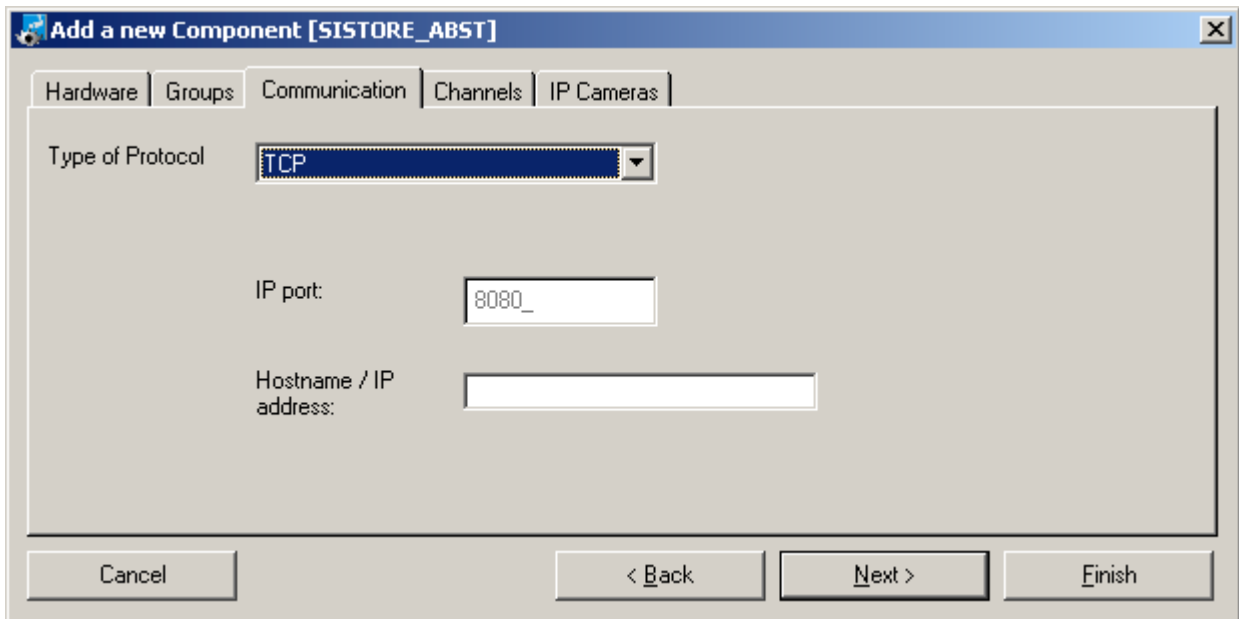 Add a new Component [SISTORE_ABST]
Hardware Groups Communication Channels IP Cameras
Type of Protocol TCP
IP port: 8080_
Hostname / IP
address:
Cancel < Back Next > Finish